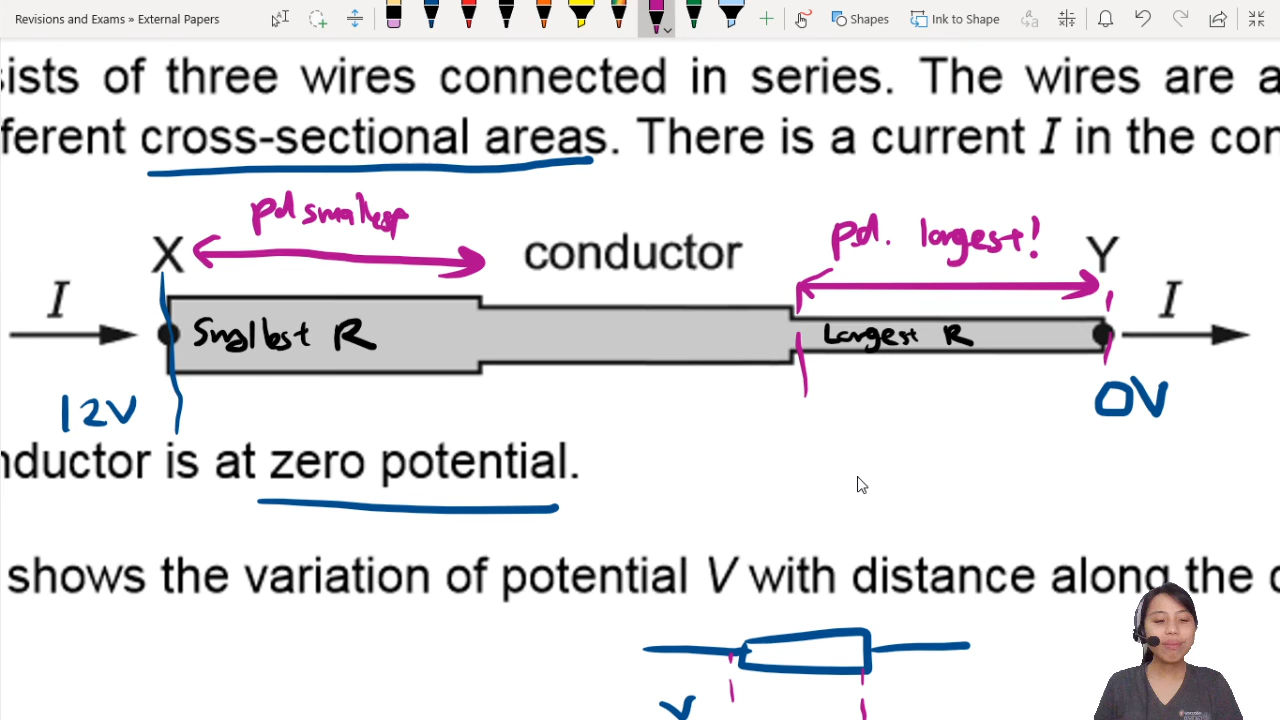 Revisions and Exams » External Papers
Shapes
Ink to Shape
sists of three wires connected in series. The wires are a
fferent cross-sectional areas. There is a current I in the con
pd smallest
pd. largest!
X
conductor
Y
I
I
Smallest R
Largest R
12V
0V
nductor is at zero potential.
shows the variation of potential V with distance along the c
V